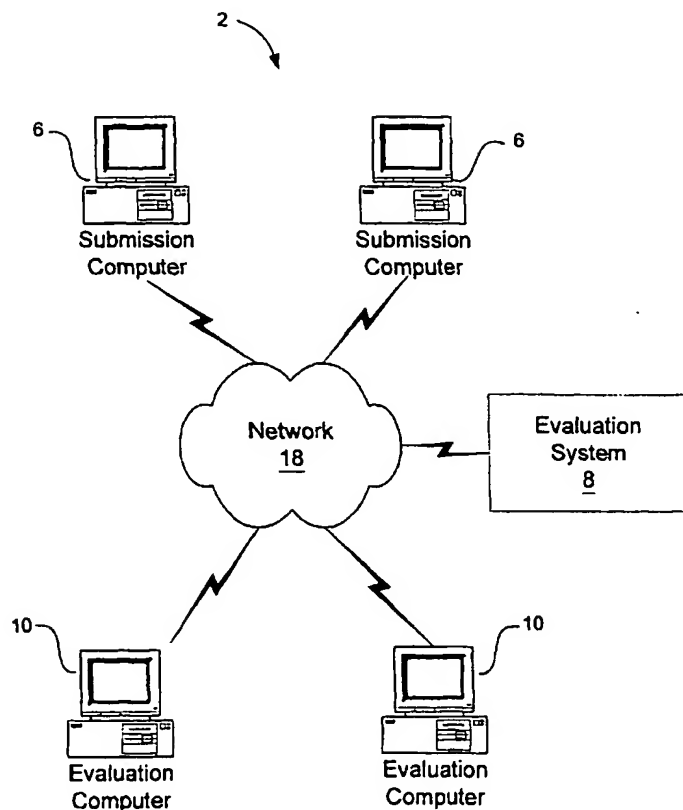 2
6
6
Submission
Computer
Submission
Computer
Network
18
Evaluation
System
8
10
10
Evaluation
Computer
Evaluation
Computer